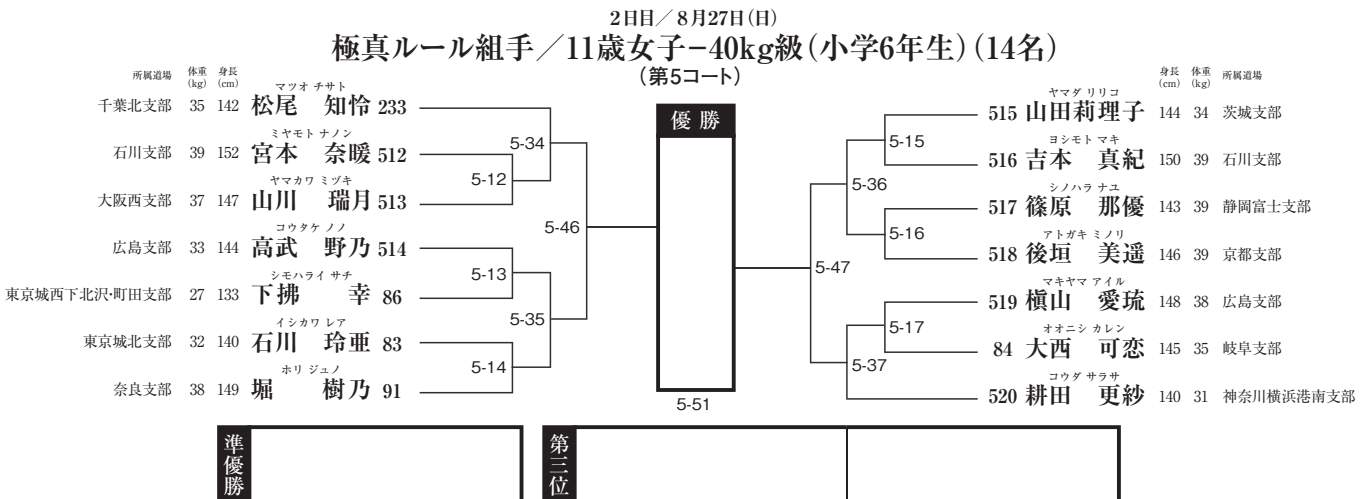 2日目／8月27日(日)
極真ルール組手／11歳女子−40kg級(小学6年生)(14名)
(第5コート)
所属道場 体重(kg) 身長(cm)
マツオ チサト
千葉北支部 35 142 松尾 知怜 233
ミヤモト ナノン
石川支部 39 152 宮本 奈暖 512
ヤマカワ ミヅキ
大阪西支部 37 147 山川 瑞月 513
コウタケ ノノ
広島支部 33 144 高武 野乃 514
シモハライ サチ
東京城西下北沢・町田支部 27 133 下拂 幸 86
イシカワ レア
東京城北支部 32 140 石川 玲亜 83
ホリ ジュノ
奈良支部 38 149 堀 樹乃 91
5-34
5-12
5-46
5-13
5-35
5-14
優勝
5-51
身長(cm) 体重(kg) 所属道場
ヤマダ リリコ
515 山田莉理子 144 34 茨城支部
ヨシモト マキ
516 吉本 真紀 150 39 石川支部
シノハラ ナユ
517 篠原 那優 143 39 静岡富士支部
アトガキ ミノリ
518 後垣 美遥 146 39 京都支部
マキヤマ アイル
519 槇山 愛琉 148 38 広島支部
オオニシ カレン
84 大西 可恋 145 35 岐阜支部
コウダ サラサ
520 耕田 更紗 140 31 神奈川横浜港南支部
5-15
5-36
5-16
5-47
5-17
5-37
準優勝
第三位